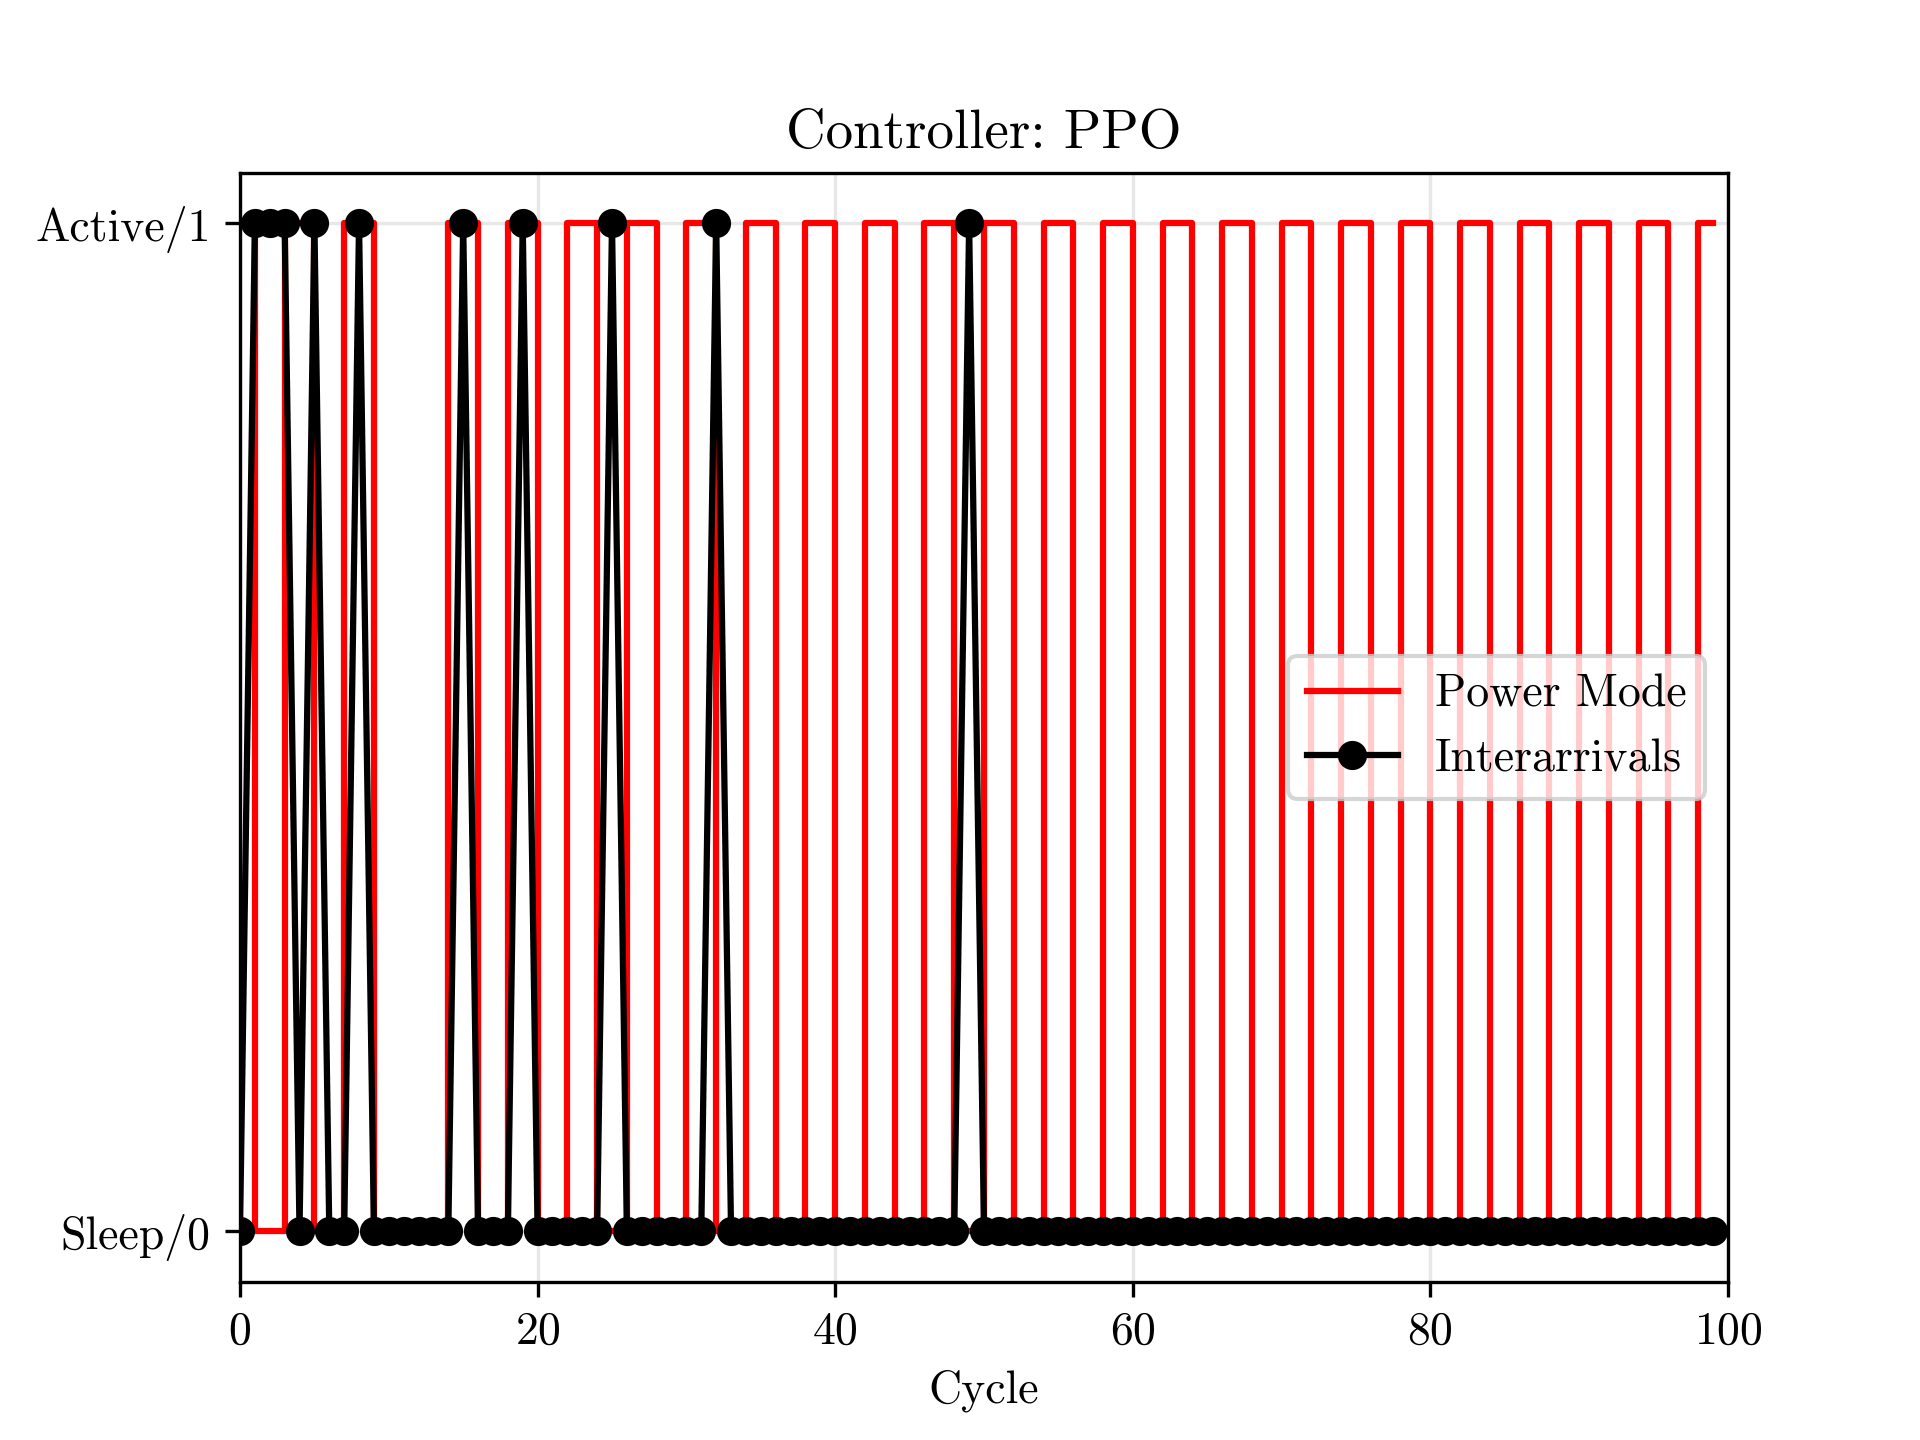 Controller: PPO
Active/1
Power Mode
Interarrivals
Sleep/0
0 20 40 60 80 100
Cycle